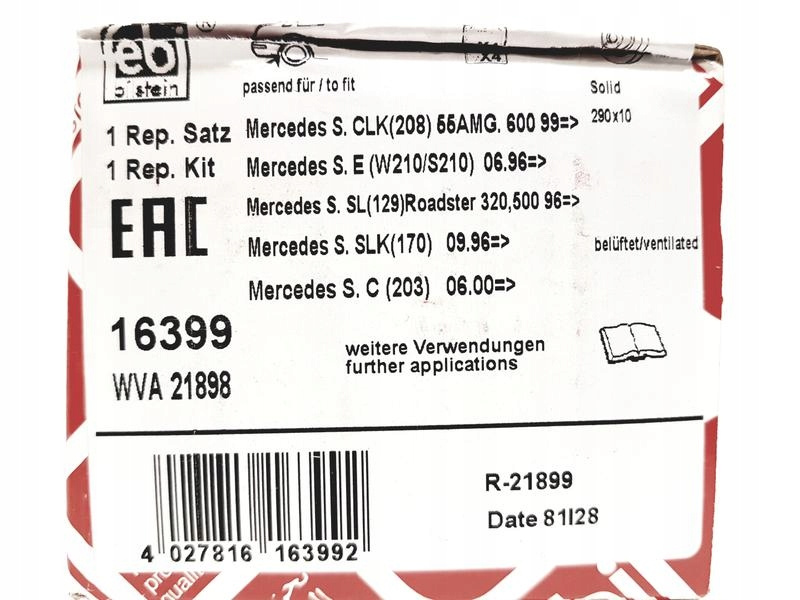 ®
febi
bilstein
x4
passend für / to fit
Solid
290x10
1 Rep. Satz
1 Rep. Kit
EAC
Mercedes S. CLK(208) 55AMG. 600 99=>
Mercedes S. E (W210/S210) 06.96=>
Mercedes S. SL(129)Roadster 320,500 96=>
Mercedes S. SLK(170) 09.96=>
belüftet/ventilated
Mercedes S. C (203) 06.00=>
16399
WVA 21898
weitere Verwendungen
further applications
R-21899
Date 81I28
4 027816 163992